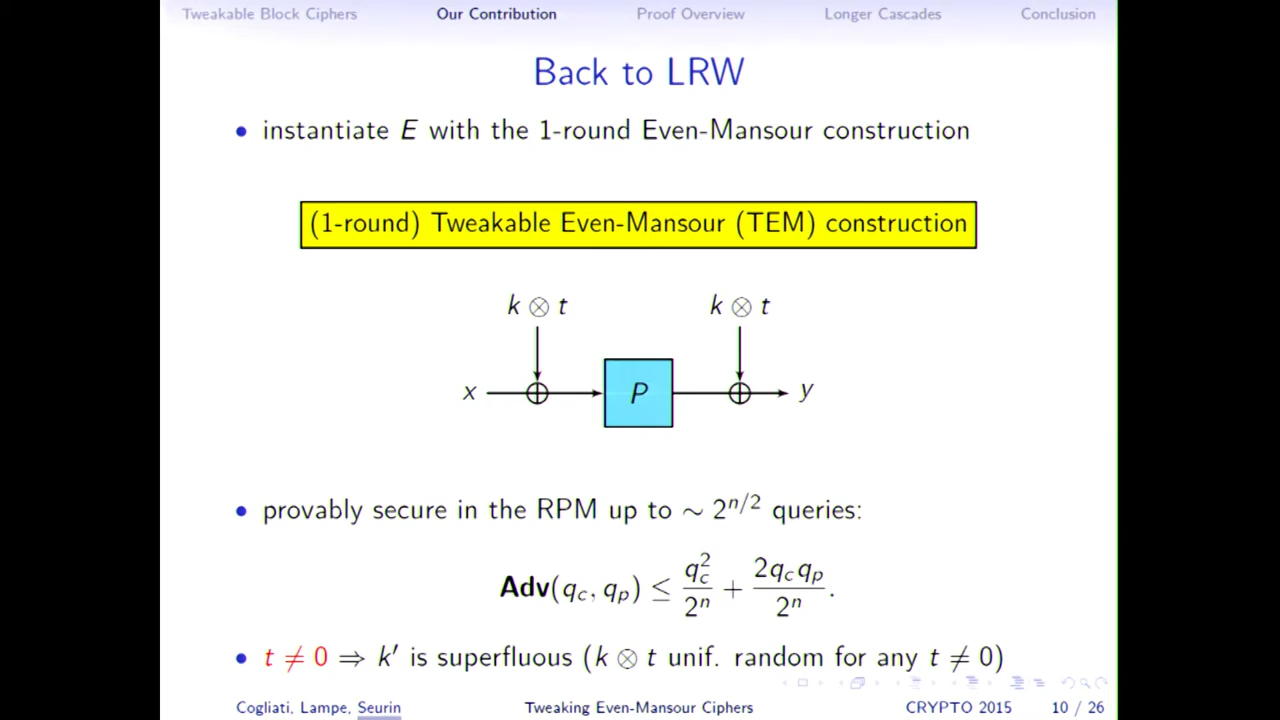 Tweakable Block Ciphers Our Contribution Proof Overview Longer Cascades Conclusion
Back to LRW
• instantiate E with the 1-round Even-Mansour construction
(1-round) Tweakable Even-Mansour (TEM) construction
k ⊗ t k ⊗ t
x P y
• provably secure in the RPM up to ∼ 2^{n/2} queries:
Adv(q_c, q_p) ≤ q_c^2/2^n + 2q_c q_p/2^n.
• t ≠ 0 ⇒ k′ is superfluous (k ⊗ t unif. random for any t ≠ 0)
Cogliati, Lampe, Seurin Tweaking Even-Mansour Ciphers CRYPTO 2015 10 / 26